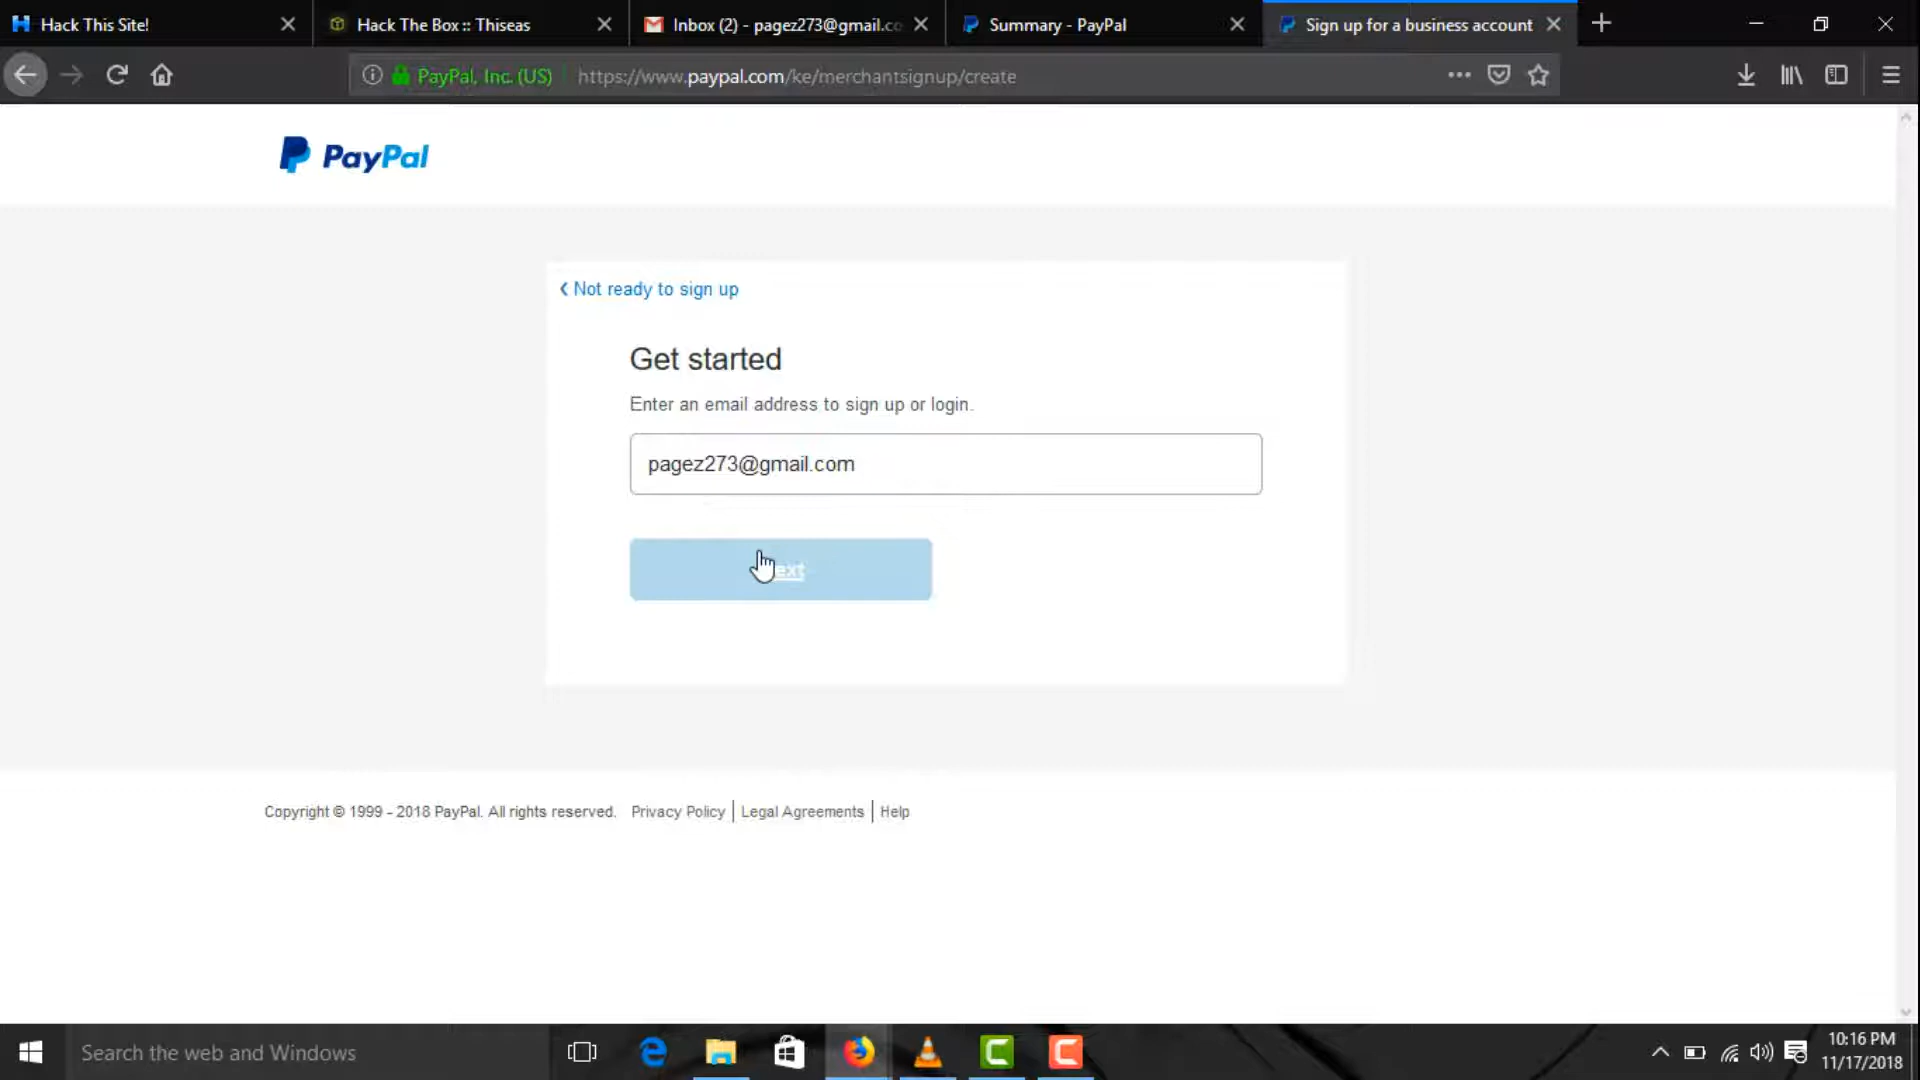 Hack This Site!
Hack The Box :: Thiseas
Inbox (2) - pagez273@gmail.co
Summary - PayPal
Sign up for a business account
PayPal, Inc. (US)
https://www.paypal.com/ke/merchantsignup/create
PayPal
Not ready to sign up
Get started
Enter an email address to sign up or login.
pagez273@gmail.com
ext
Copyright © 1999 - 2018 PayPal. All rights reserved. Privacy Policy | Legal Agreements | Help
Search the web and Windows
10:16 PM
11/17/2018